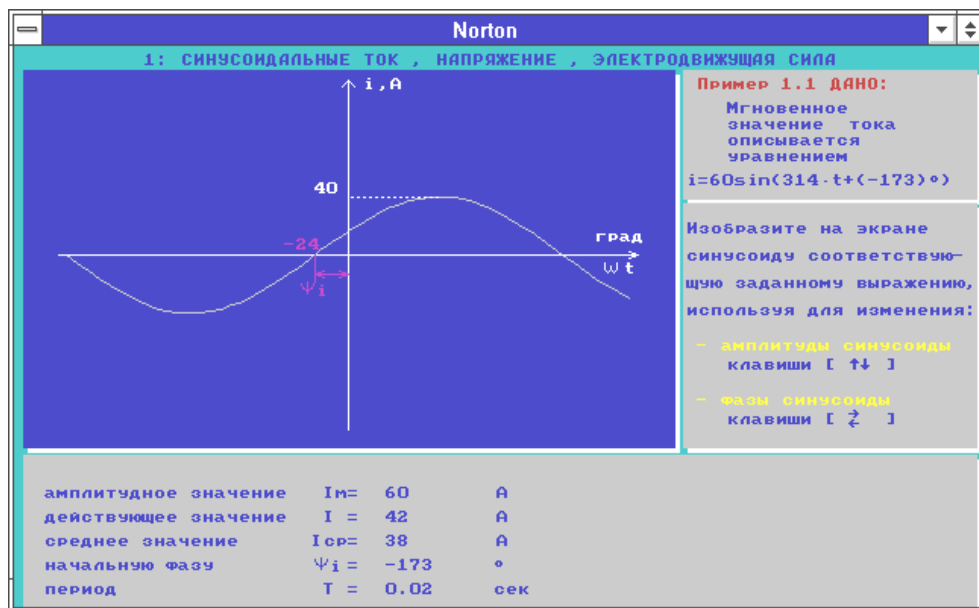 Norton
1: СИНУСОИДАЛЬНЫЕ ТОК , НАПРЯЖЕНИЕ , ЭЛЕКТРОДВИЖУЩАЯ СИЛА
i,А
40
-24
Ψi
град
ωt
Пример 1.1 ДАНО:
Мгновенное
значение тока
описывается
уравнением
i=60sin(314·t+(-173)°)
Изобразите на экране
синусоиду соответствую-
щую заданному выражению,
используя для изменения:
- амплитуды синусоиды
клавиши [ ↑↓ ]
- фазы синусоиды
клавиши [ ⇄ ]
амплитудное значение Iм= 60 А
действующее значение I = 42 А
среднее значение Iср= 38 А
начальную фазу Ψi = -173 °
период T = 0.02 сек